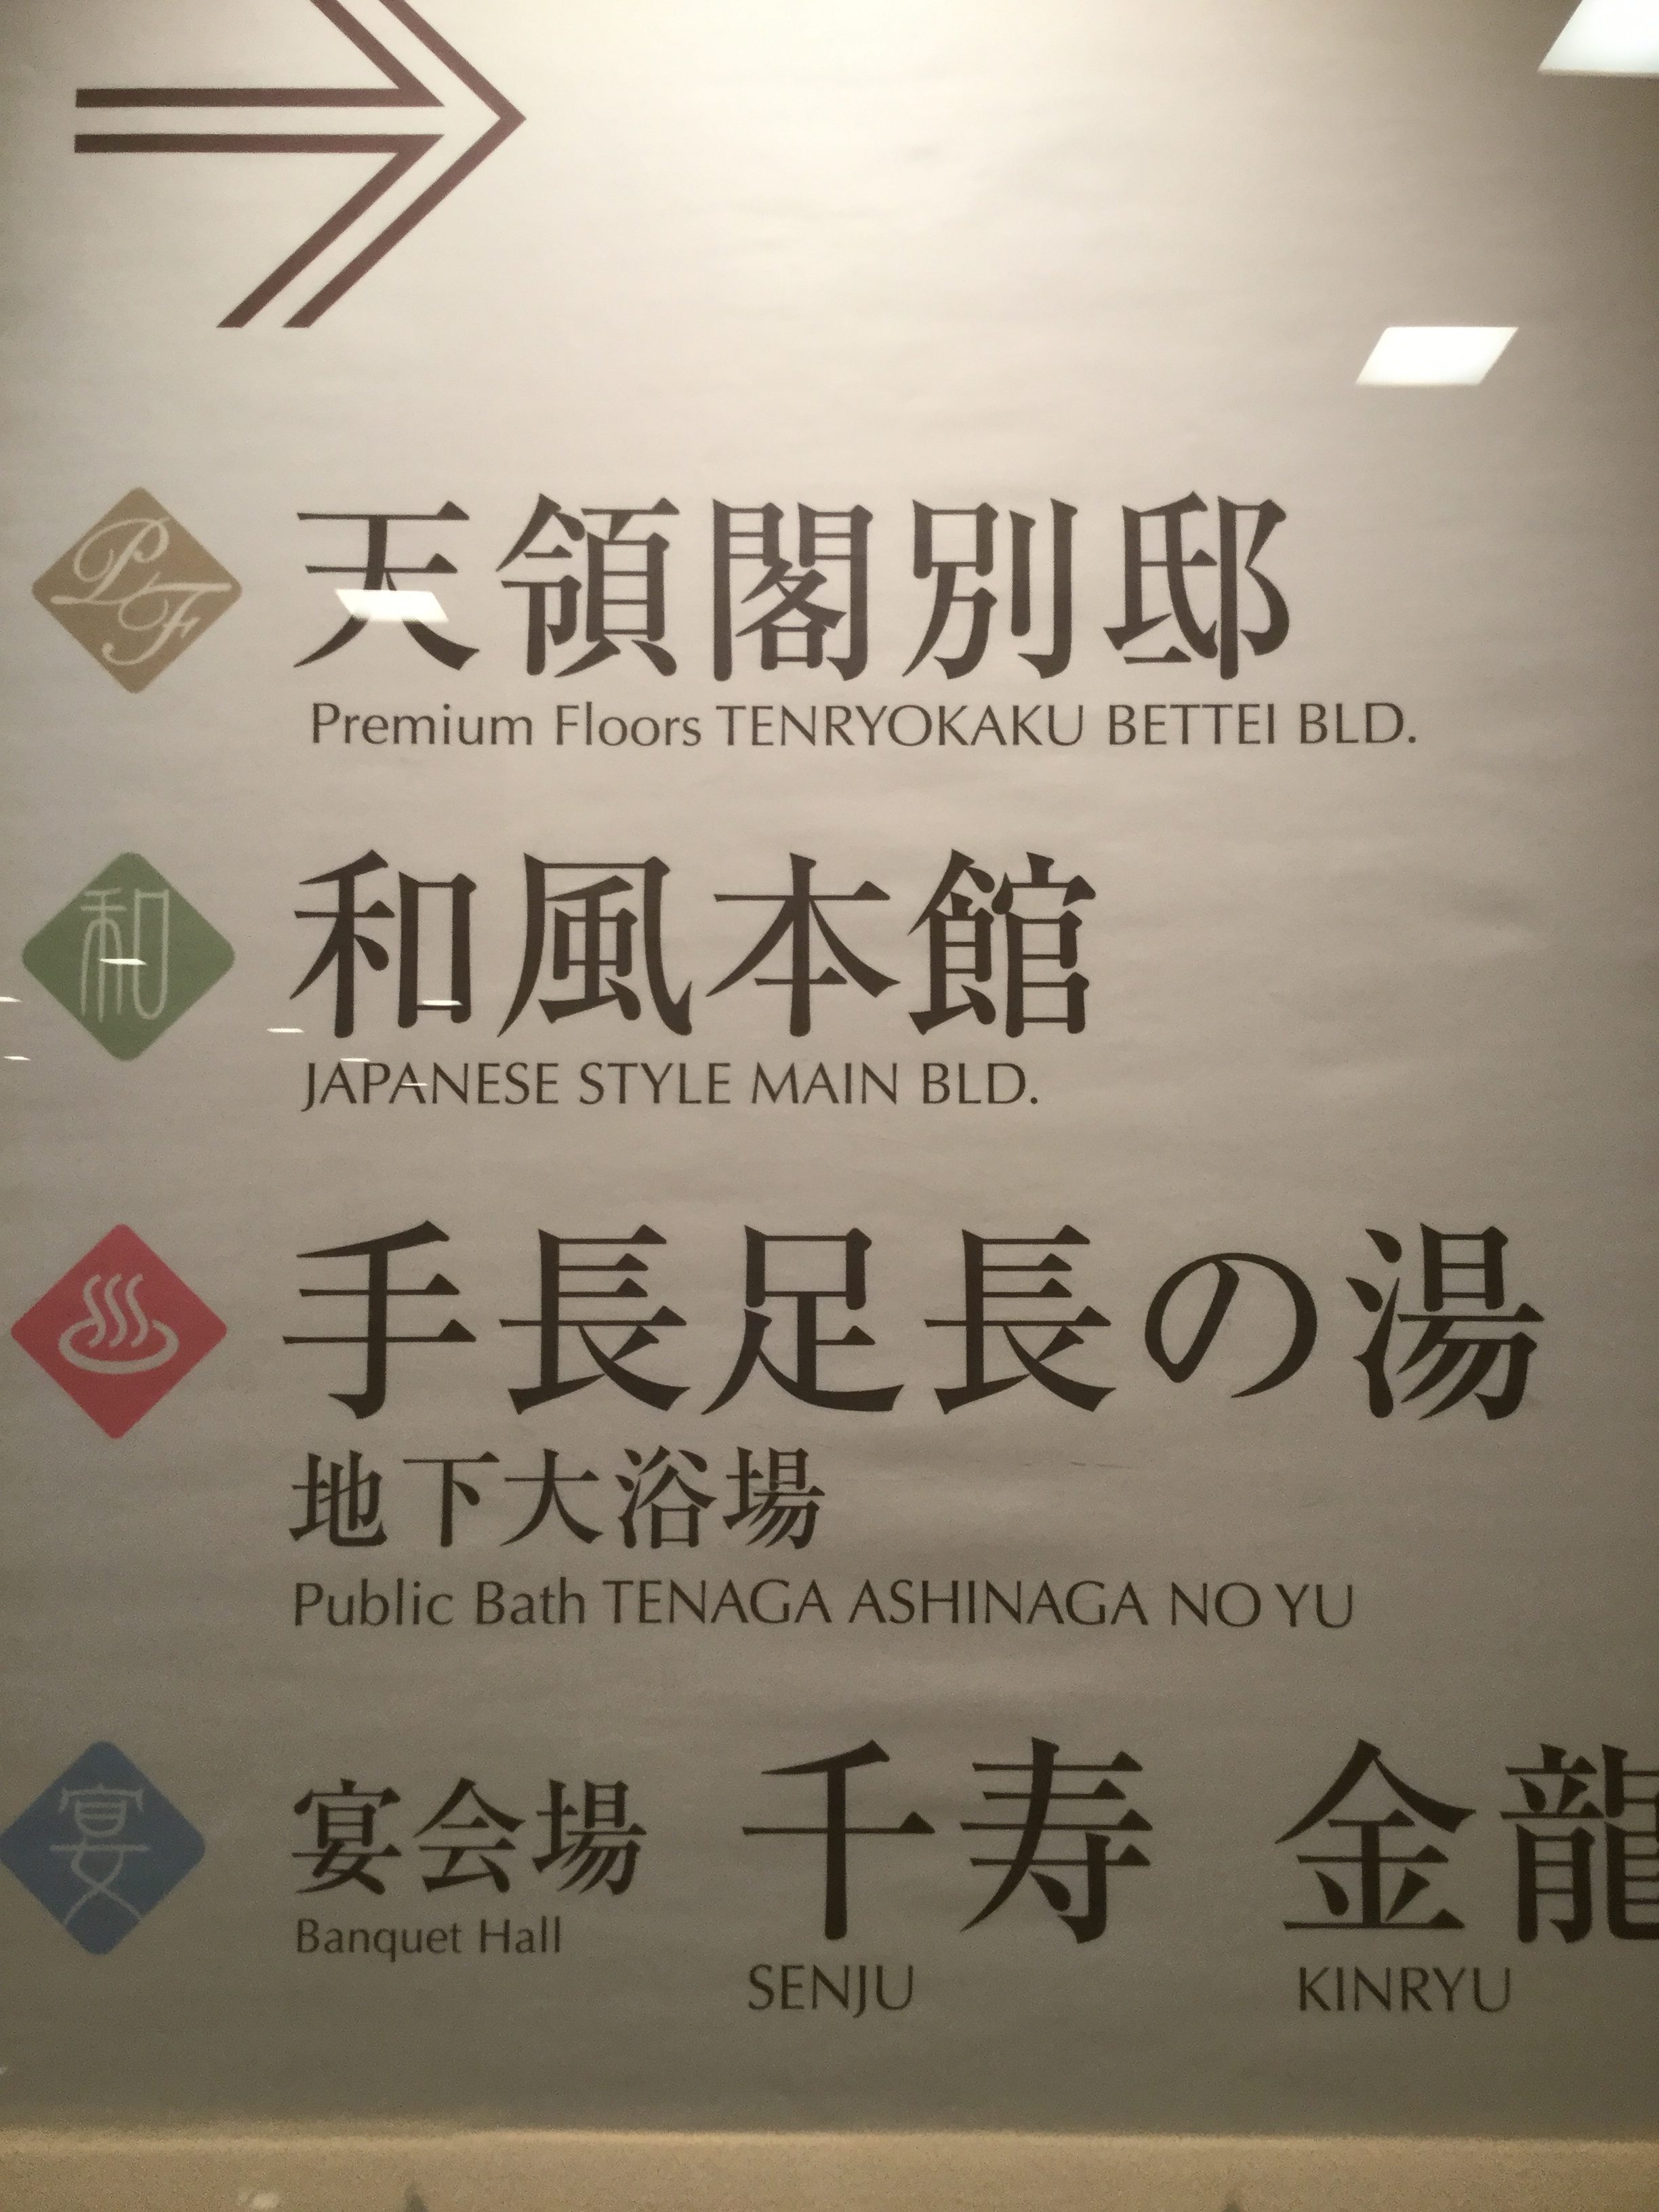 PF
天領閣別邸
Premium Floors TENRYOKAKU BETTEI BLD.
和
和風本館
JAPANESE STYLE MAIN BLD.
手長足長の湯
地下大浴場
Public Bath TENAGA ASHINAGA NO YU
宴
宴会場 千寿 金龍
Banquet Hall
SENJU KINRYU